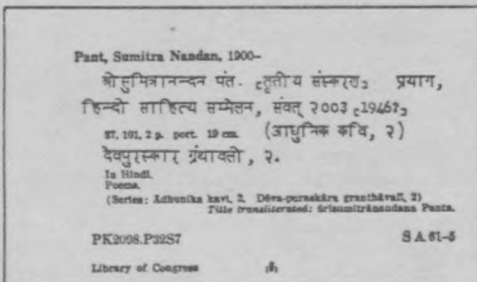 Pant, Sumitra Nandan, 1900–
श्रीसुमित्रानन्दन पंत. [तृतीय संस्करण] प्रयाग,
हिन्दी साहित्य सम्मेलन, संवत् २००३ [1946?]
87, 101, 2 p. port. 19 cm. (आधुनिक कवि, २)
देवपुरस्कार ग्रंथावली, २.
In Hindi.
Poems.
(Series: Ādhunika kavi, 2. Dēva-puraskāra granthāvalī, 2)
Title transliterated: Śrīsumitrānandana Panta.
PK2098.P32S7 S A 61–5
Library of Congress